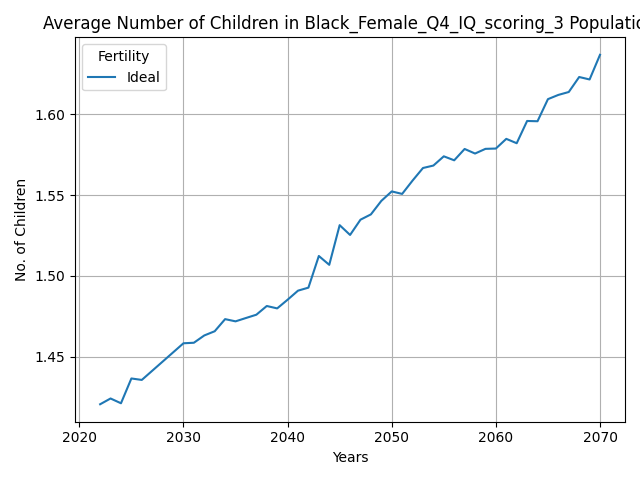 Average Number of Children in Black_Female_Q4_IQ_scoring_3
Fertility
Ideal
1.60
1.55
1.50
1.45
No. of Children
2020 2030 2040 2050 2060 2070
Years